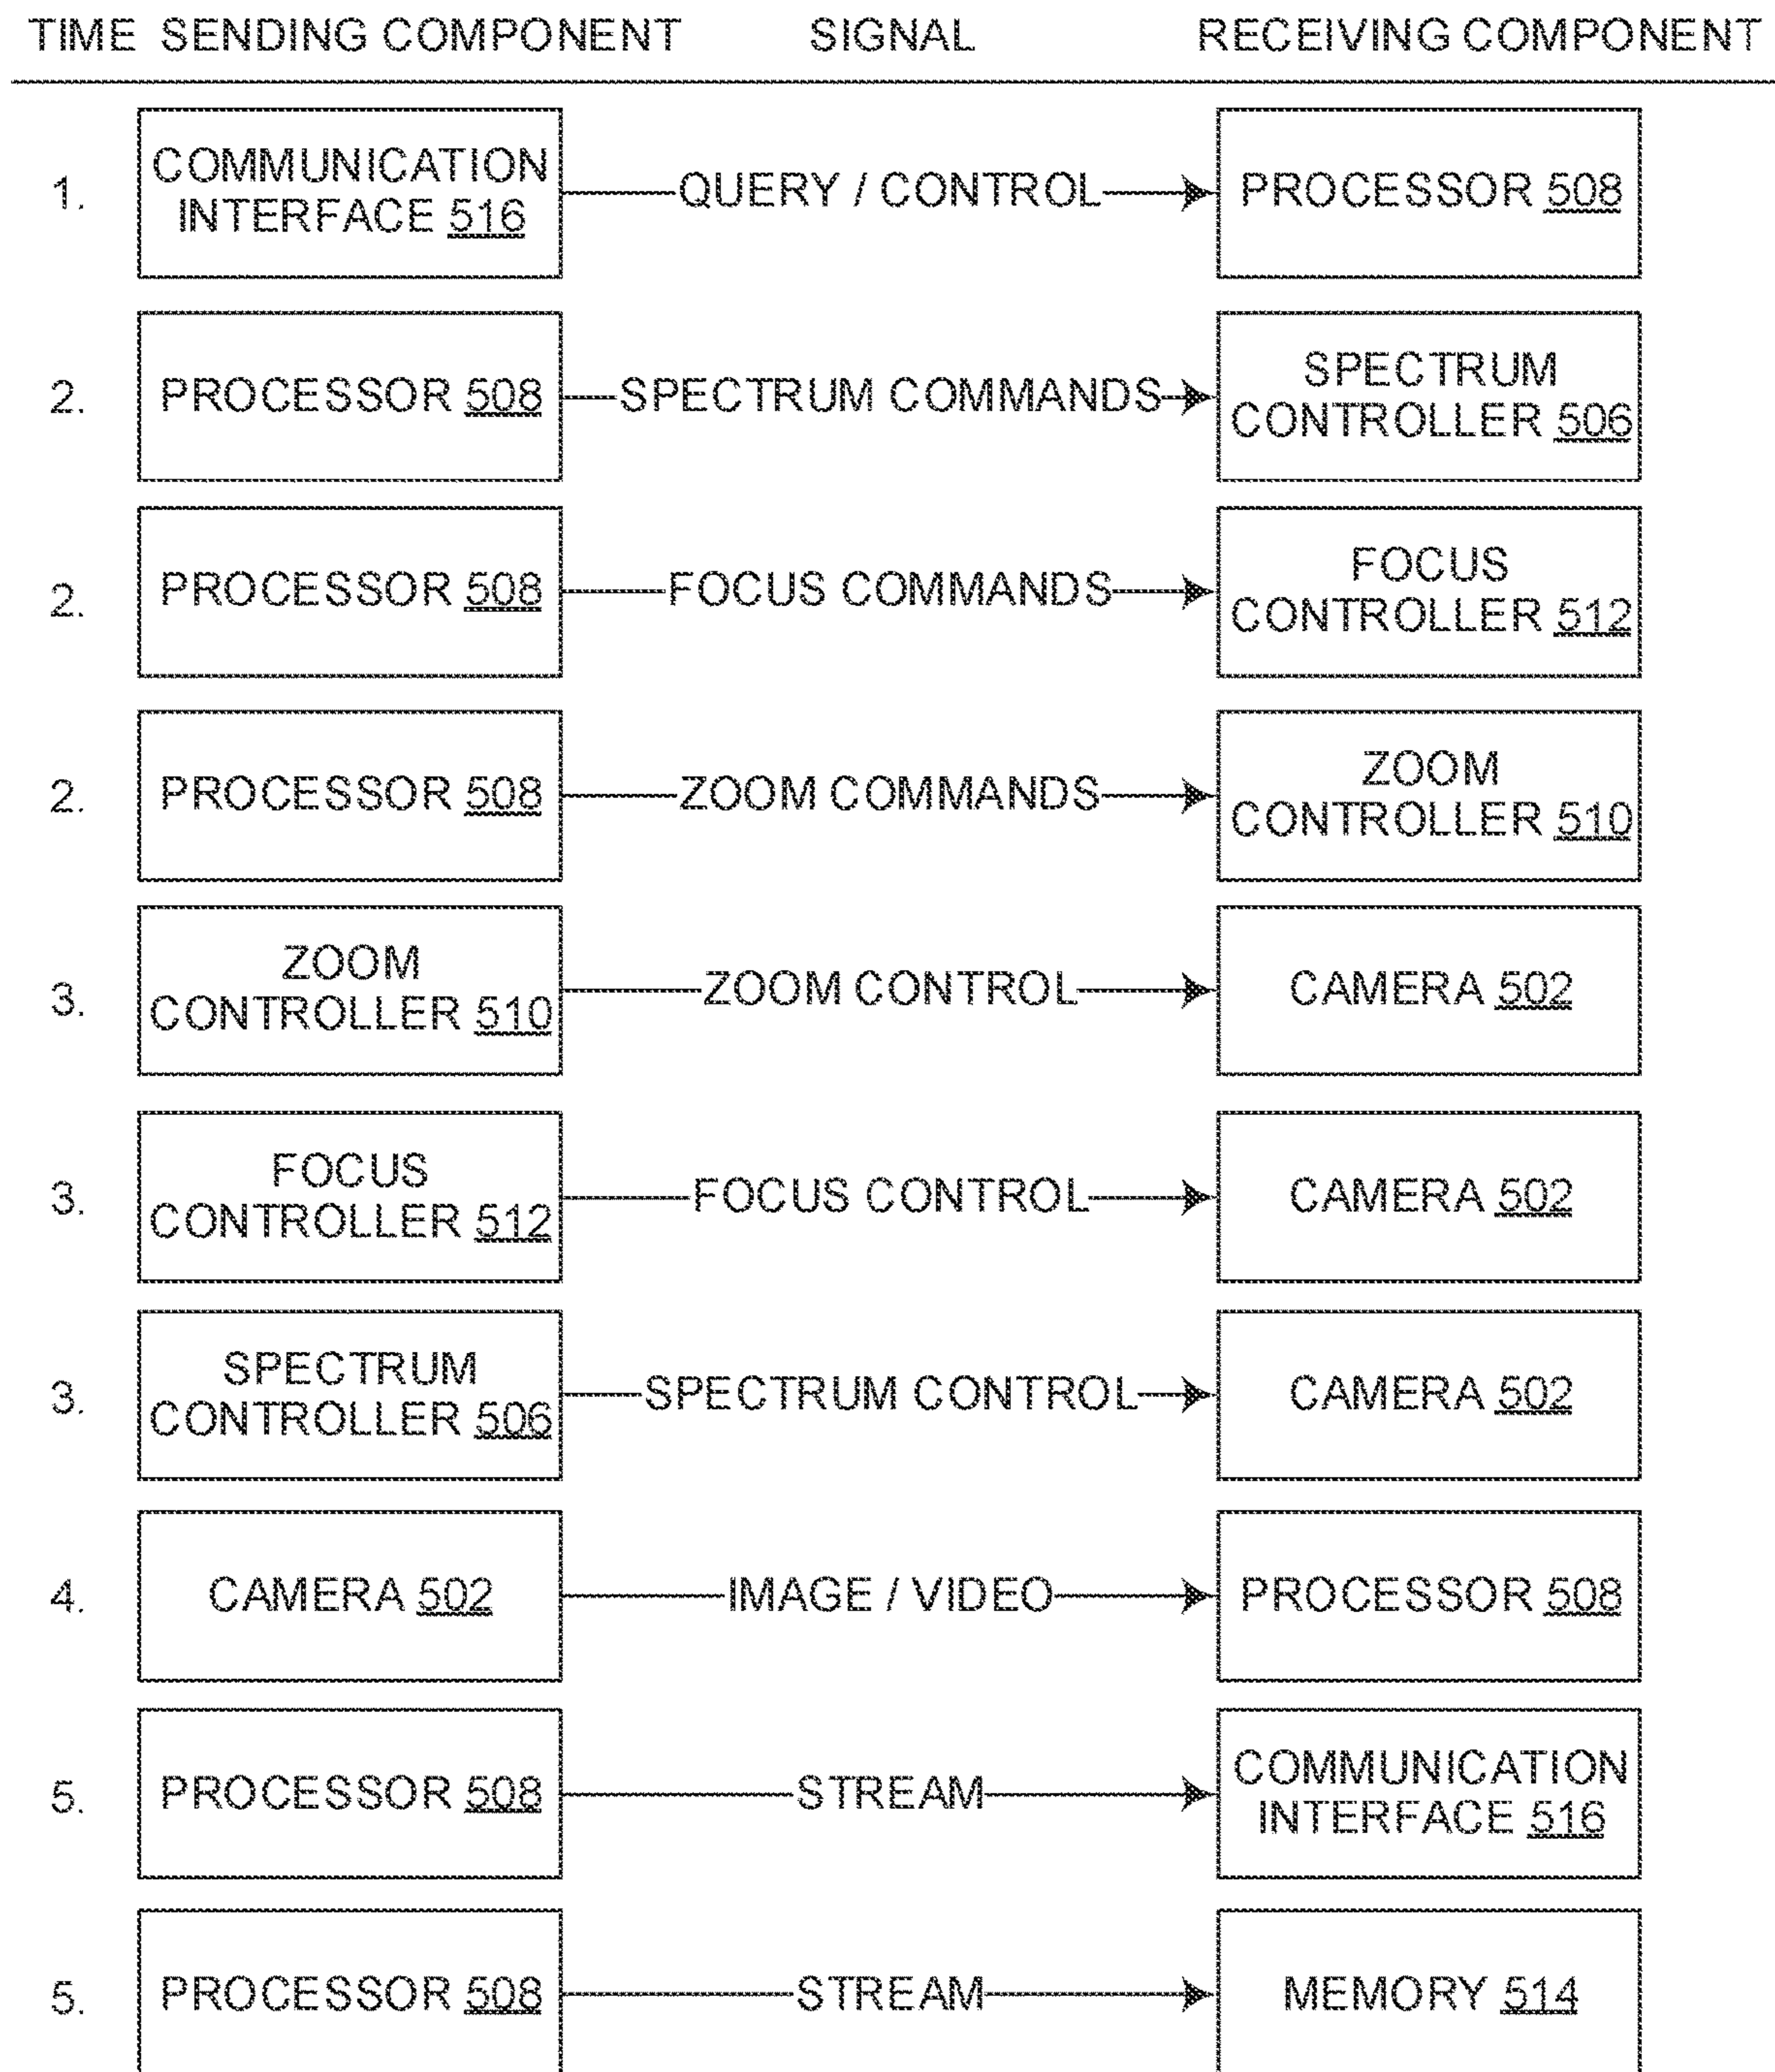 TIME SENDING COMPONENT SIGNAL RECEIVING COMPONENT
1. COMMUNICATION INTERFACE 516 QUERY / CONTROL PROCESSOR 508
2. PROCESSOR 508 SPECTRUM COMMANDS SPECTRUM CONTROLLER 506
2. PROCESSOR 508 FOCUS COMMANDS FOCUS CONTROLLER 512
2. PROCESSOR 508 ZOOM COMMANDS ZOOM CONTROLLER 510
3. ZOOM CONTROLLER 510 ZOOM CONTROL CAMERA 502
3. FOCUS CONTROLLER 512 FOCUS CONTROL CAMERA 502
3. SPECTRUM CONTROLLER 506 SPECTRUM CONTROL CAMERA 502
4. CAMERA 502 IMAGE / VIDEO PROCESSOR 508
5. PROCESSOR 508 STREAM COMMUNICATION INTERFACE 516
5. PROCESSOR 508 STREAM MEMORY 514